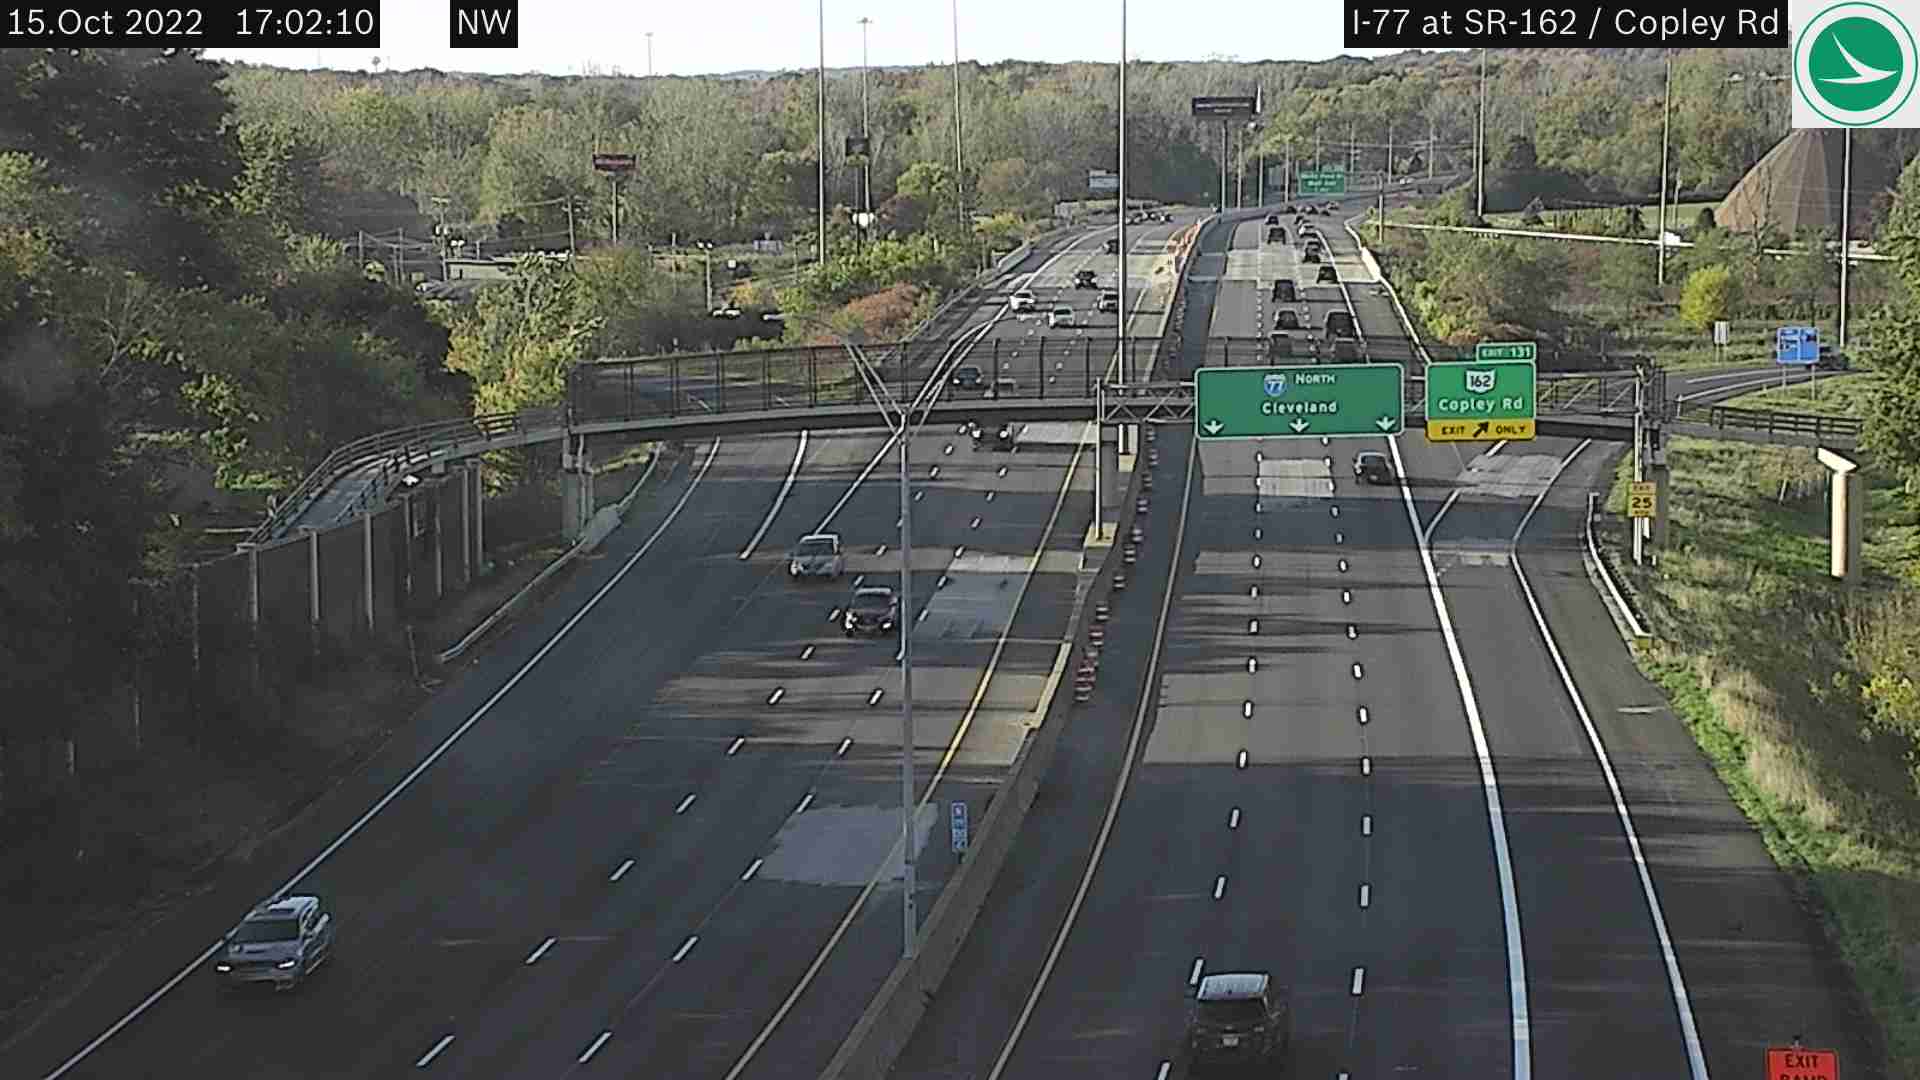 15.Oct 2022 17:02:10
NW
I-77 at SR-162 / Copley Rd
EXIT 131
77 NORTH
Cleveland
162
Copley Rd
EXIT ONLY
25
EXIT
RAMP